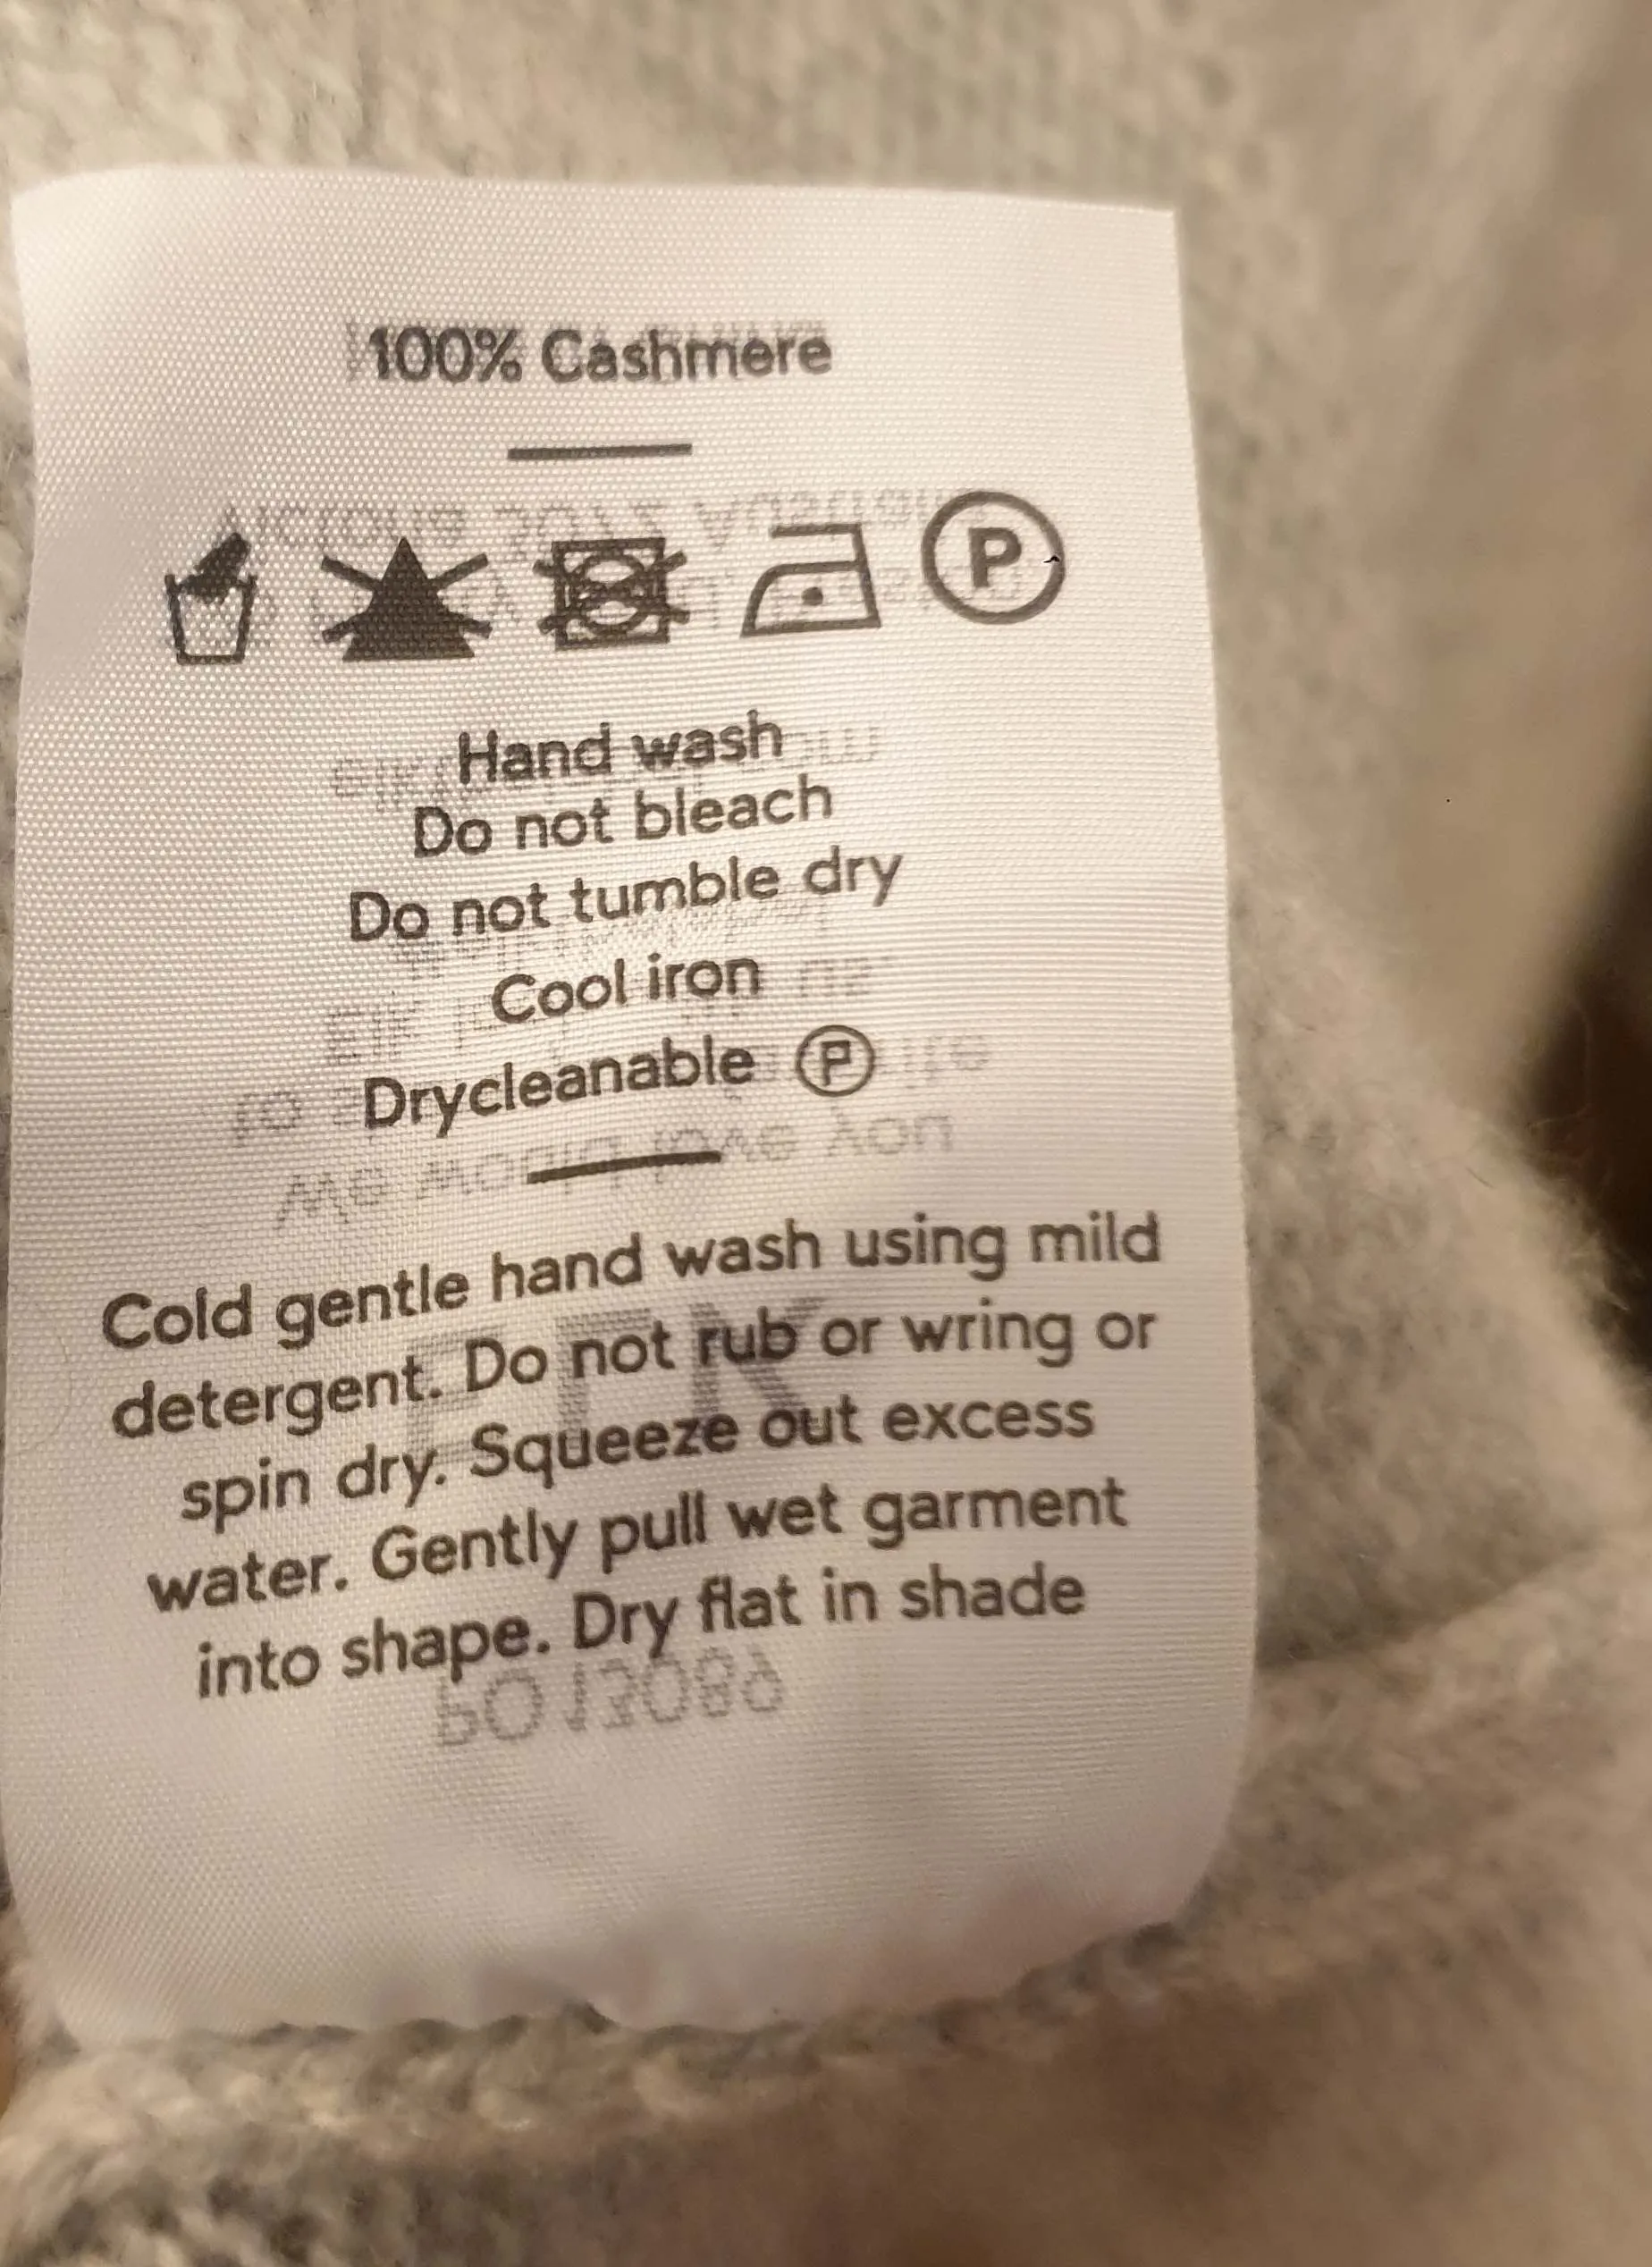 100% Cashmere
P
Hand wash
Do not bleach
Do not tumble dry
Cool iron
Drycleanable P
Cold gentle hand wash using mild
detergent. Do not rub or wring or
spin dry. Squeeze out excess
water. Gently pull wet garment
into shape. Dry flat in shade